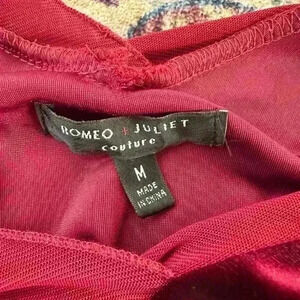 ROMEO + JULIET
couture
M
MADE
IN CHINA